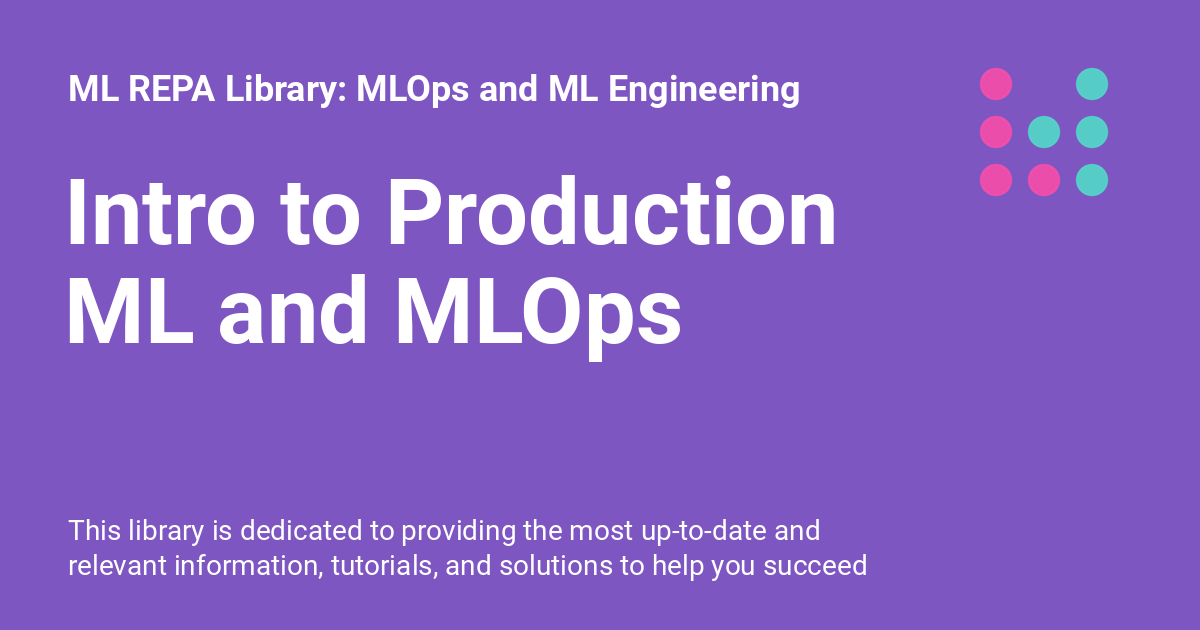 ML REPA Library: MLOps and ML Engineering
Intro to Production
ML and MLOps
This library is dedicated to providing the most up-to-date and
relevant information, tutorials, and solutions to help you succeed